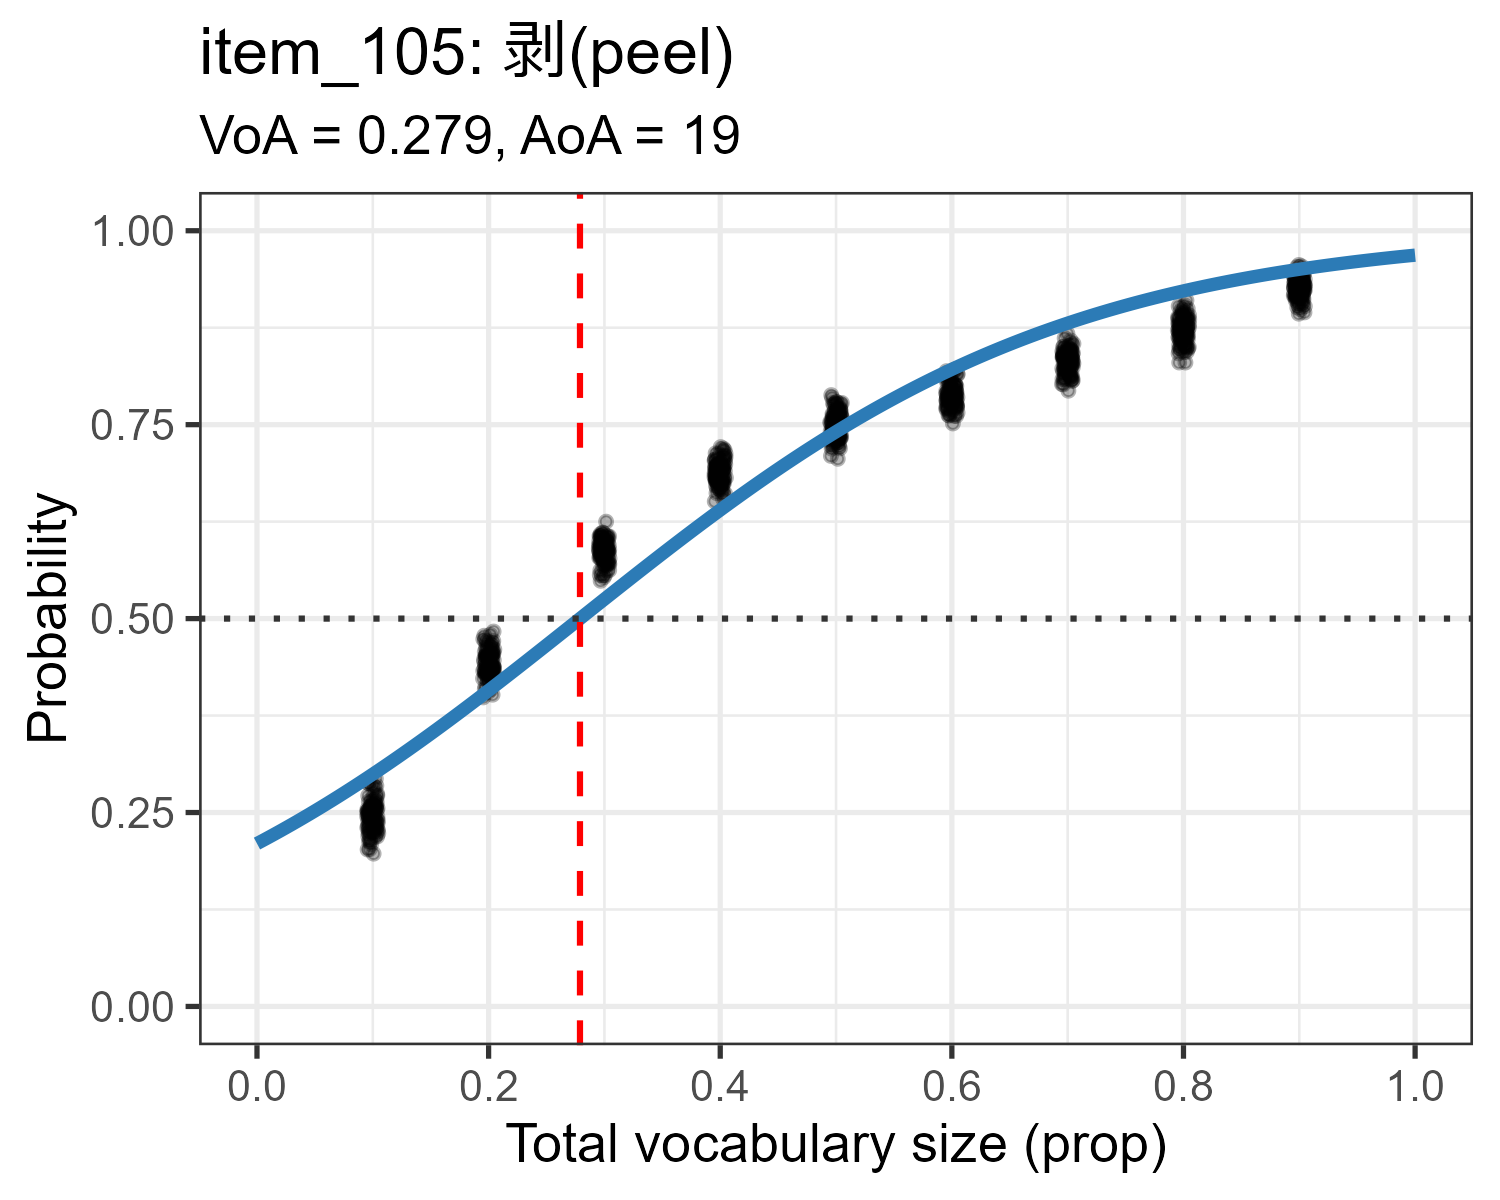 item_105: 剥(peel)
VoA = 0.279, AoA = 19
1.00
0.75
0.50
0.25
0.00
Probability
0.0 0.2 0.4 0.6 0.8 1.0
Total vocabulary size (prop)